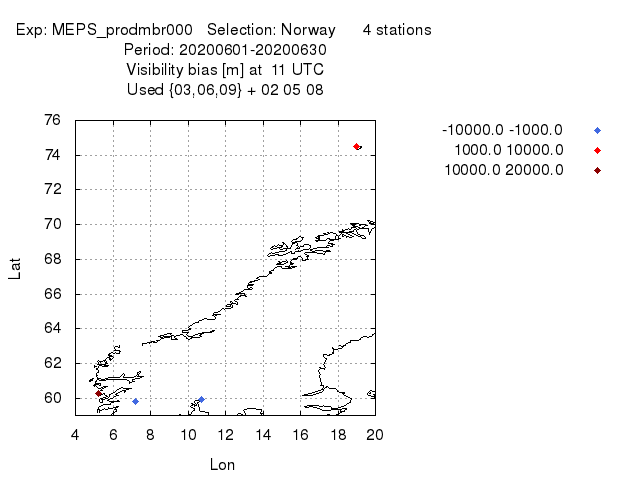 Exp: MEPS_prodmbr000 Selection: Norway 4 stations
Period: 20200601-20200630
Visibility bias [m] at 11 UTC
Used {03,06,09} + 02 05 08
-10000.0 -1000.0
1000.0 10000.0
10000.0 20000.0
76
74
72
70
68
66
64
62
60
Lat
4 6 8 10 12 14 16 18 20
Lon